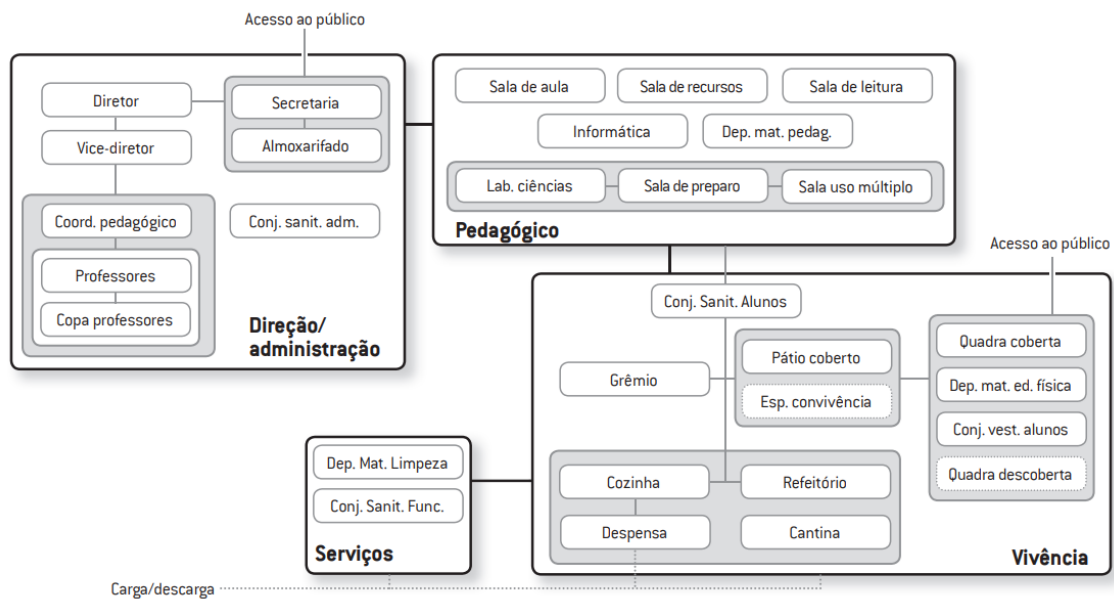 Acesso ao público
Diretor
Secretaria
Vice-diretor
Almoxarifado
Coord. pedagógico
Conj. sanit. adm.
Professores
Copa professores
Direção/
administração
Sala de aula
Sala de recursos
Sala de leitura
Informática
Dep. mat. pedag.
Lab. ciências
Sala de preparo
Sala uso múltiplo
Pedagógico
Acesso ao público
Conj. Sanit. Alunos
Pátio coberto
Quadra coberta
Grêmio
Esp. convivência
Dep. mat. ed. física
Conj. vest. alunos
Quadra descoberta
Cozinha
Refeitório
Despensa
Cantina
Vivência
Dep. Mat. Limpeza
Conj. Sanit. Func.
Serviços
Carga/descarga